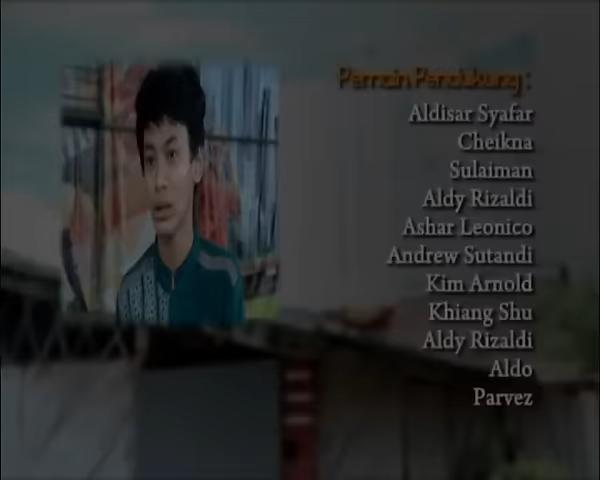 Pemain Pendukung :
Aldisar Syafar
Cheikna
Sulaiman
Aldy Rizaldi
Ashar Leonico
Andrew Sutandi
Kim Arnold
Khiang Shu
Aldy Rizaldi
Aldo
Parvez